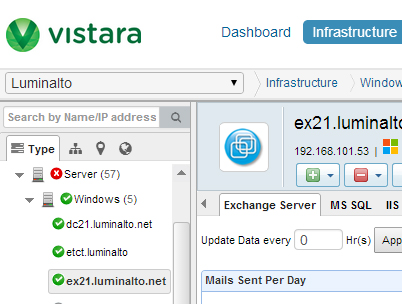 vistara
Dashboard Infrastructure
Luminalto Infrastructure Window
Search by Name/IP address
Type
Server (57)
Windows (5)
dc21.luminalto.net
etct.luminalto
ex21.luminalto.net
ex21.luminalto
192.168.101.53
Exchange Server MS SQL IIS
Update Data every 0 Hr(s) App
Mails Sent Per Day